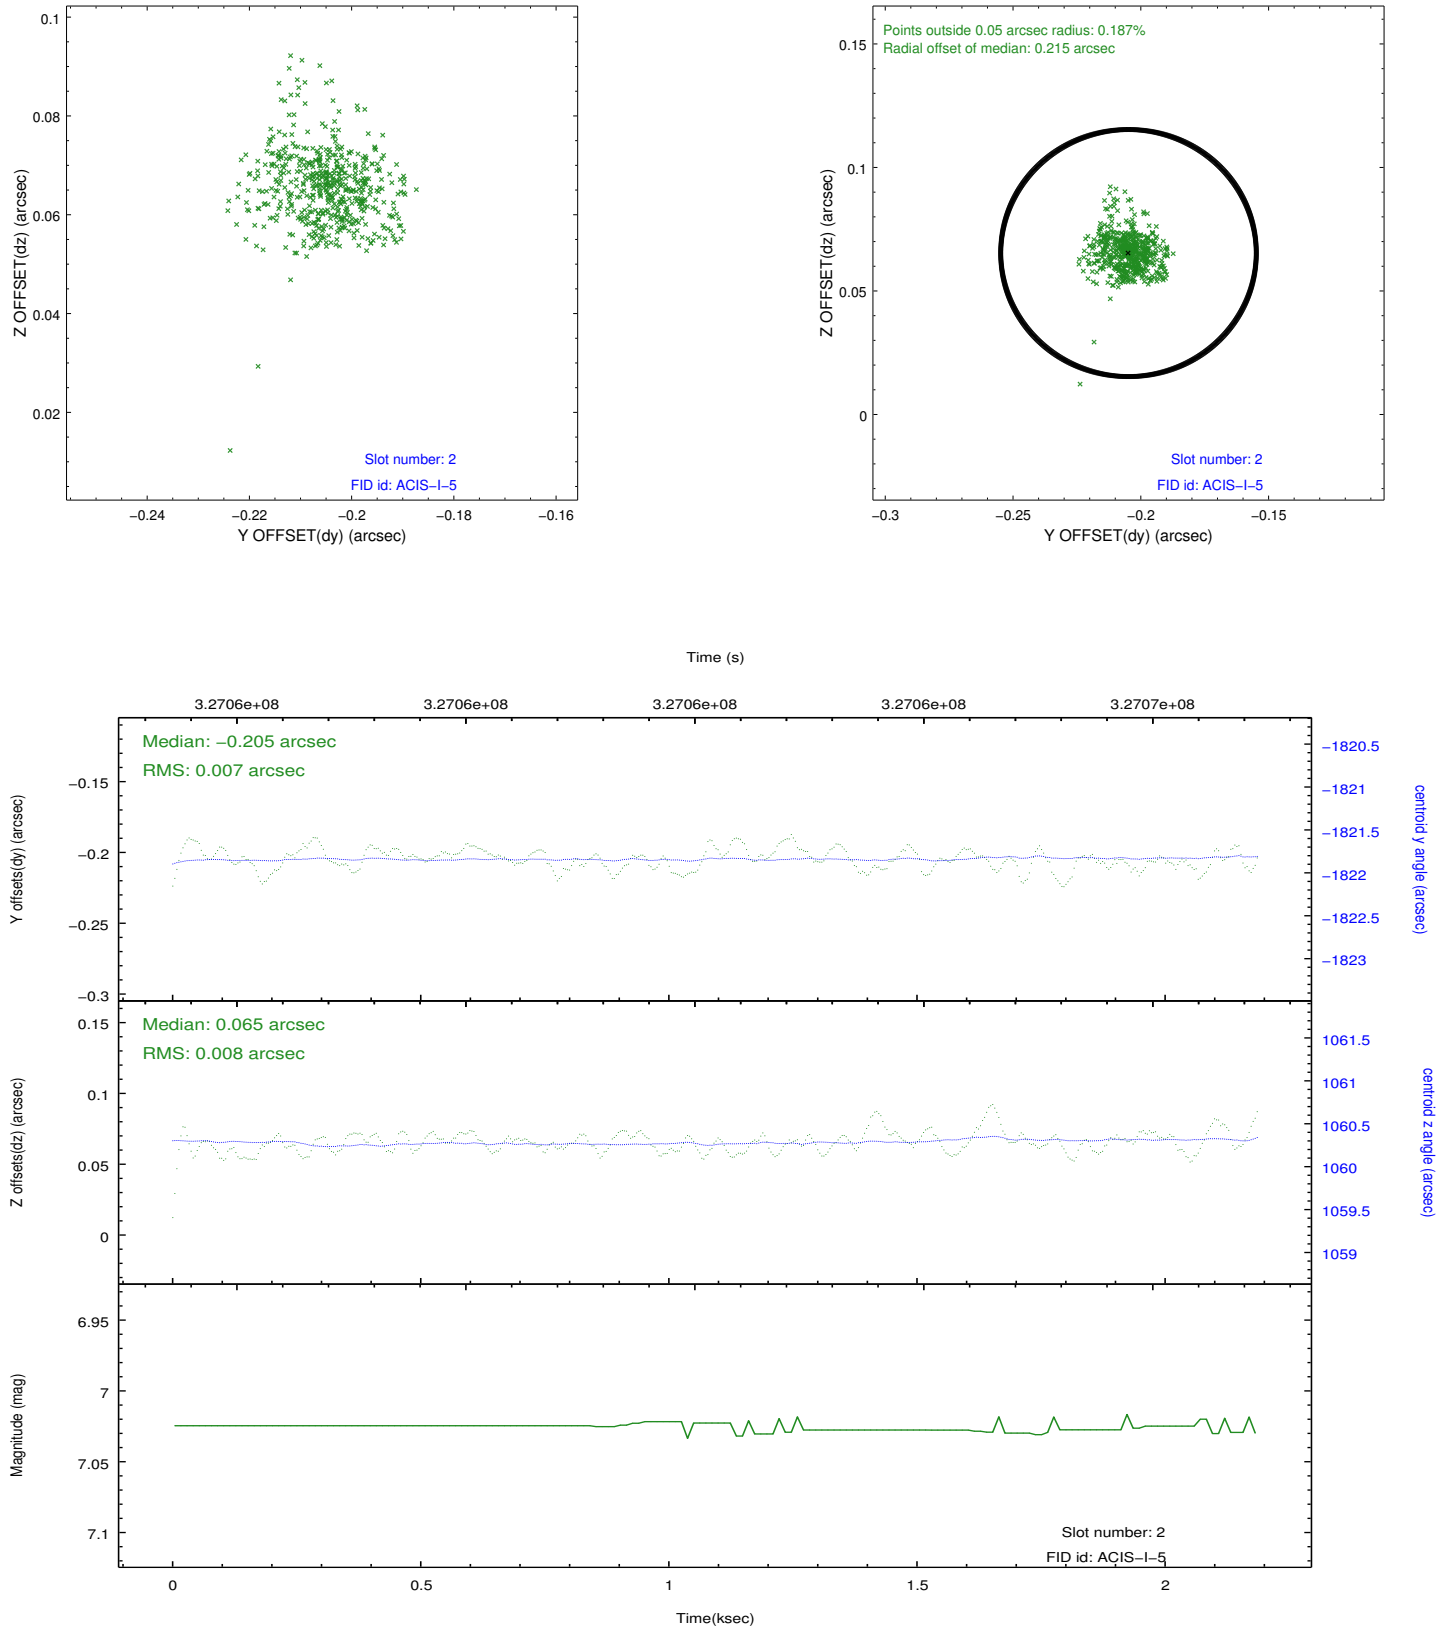 0.1
0.08
0.06
0.04
0.02
Z OFFSET(dz) (arcsec)
−0.24
−0.22
−0.2
−0.18
−0.16
Y OFFSET(dy) (arcsec)
Slot number: 2
FID id: ACIS−I−5
Points outside 0.05 arcsec radius: 0.187%
Radial offset of median: 0.215 arcsec
0.15
0.1
0.05
0
Z OFFSET(dz) (arcsec)
−0.3
−0.25
−0.2
−0.15
Y OFFSET(dy) (arcsec)
Slot number: 2
FID id: ACIS−I−5
Time (s)
3.2706e+08
3.2706e+08
3.2706e+08
3.2706e+08
3.2707e+08
Median: −0.205 arcsec
RMS: 0.007 arcsec
−0.15
−0.2
−0.25
−0.3
Y offsets(dy) (arcsec)
−1820.5
−1821
−1821.5
−1822
−1822.5
−1823
centroid y angle (arcsec)
Median: 0.065 arcsec
RMS: 0.008 arcsec
0.15
0.1
0.05
0
Z offsets(dz) (arcsec)
1061.5
1061
1060.5
1060
1059.5
1059
centroid z angle (arcsec)
6.95
7
7.05
7.1
Magnitude (mag)
Slot number: 2
FID id: ACIS−I−5
0
0.5
1
1.5
2
Time(ksec)